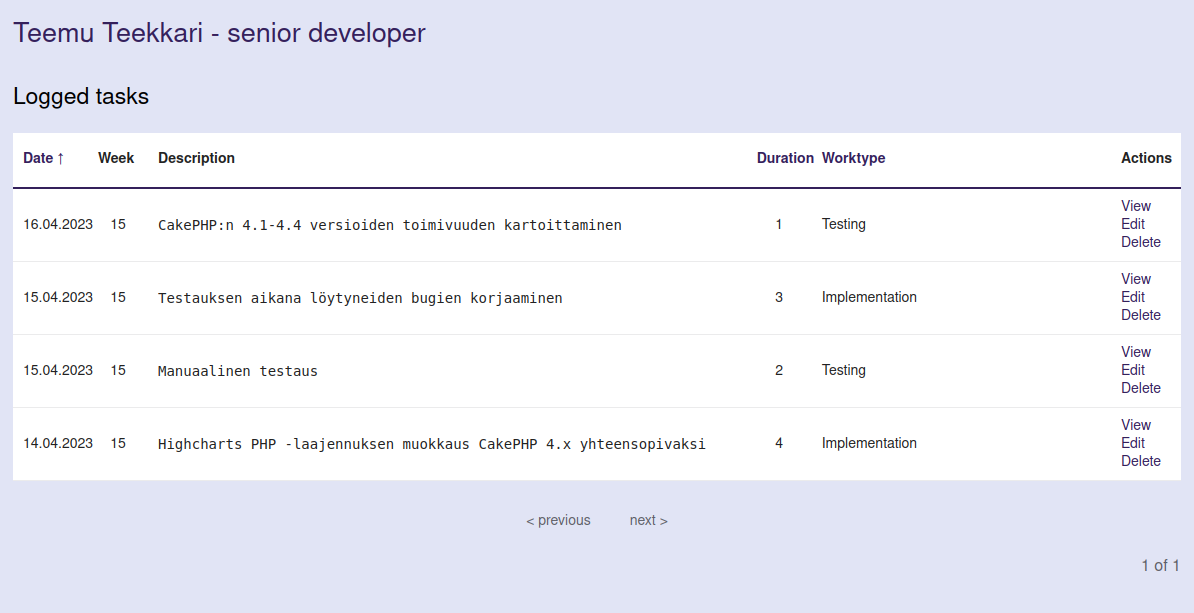 Teemu Teekkari - senior developer
Logged tasks
Date ↑ Week Description Duration Worktype Actions
16.04.2023 15 CakePHP:n 4.1-4.4 versioiden toimivuuden kartoittaminen 1 Testing View Edit Delete
15.04.2023 15 Testauksen aikana löytyneiden bugien korjaaminen 3 Implementation View Edit Delete
15.04.2023 15 Manuaalinen testaus 2 Testing View Edit Delete
14.04.2023 15 Highcharts PHP -laajennuksen muokkaus CakePHP 4.x yhteensopivaksi 4 Implementation View Edit Delete
< previous next >
1 of 1